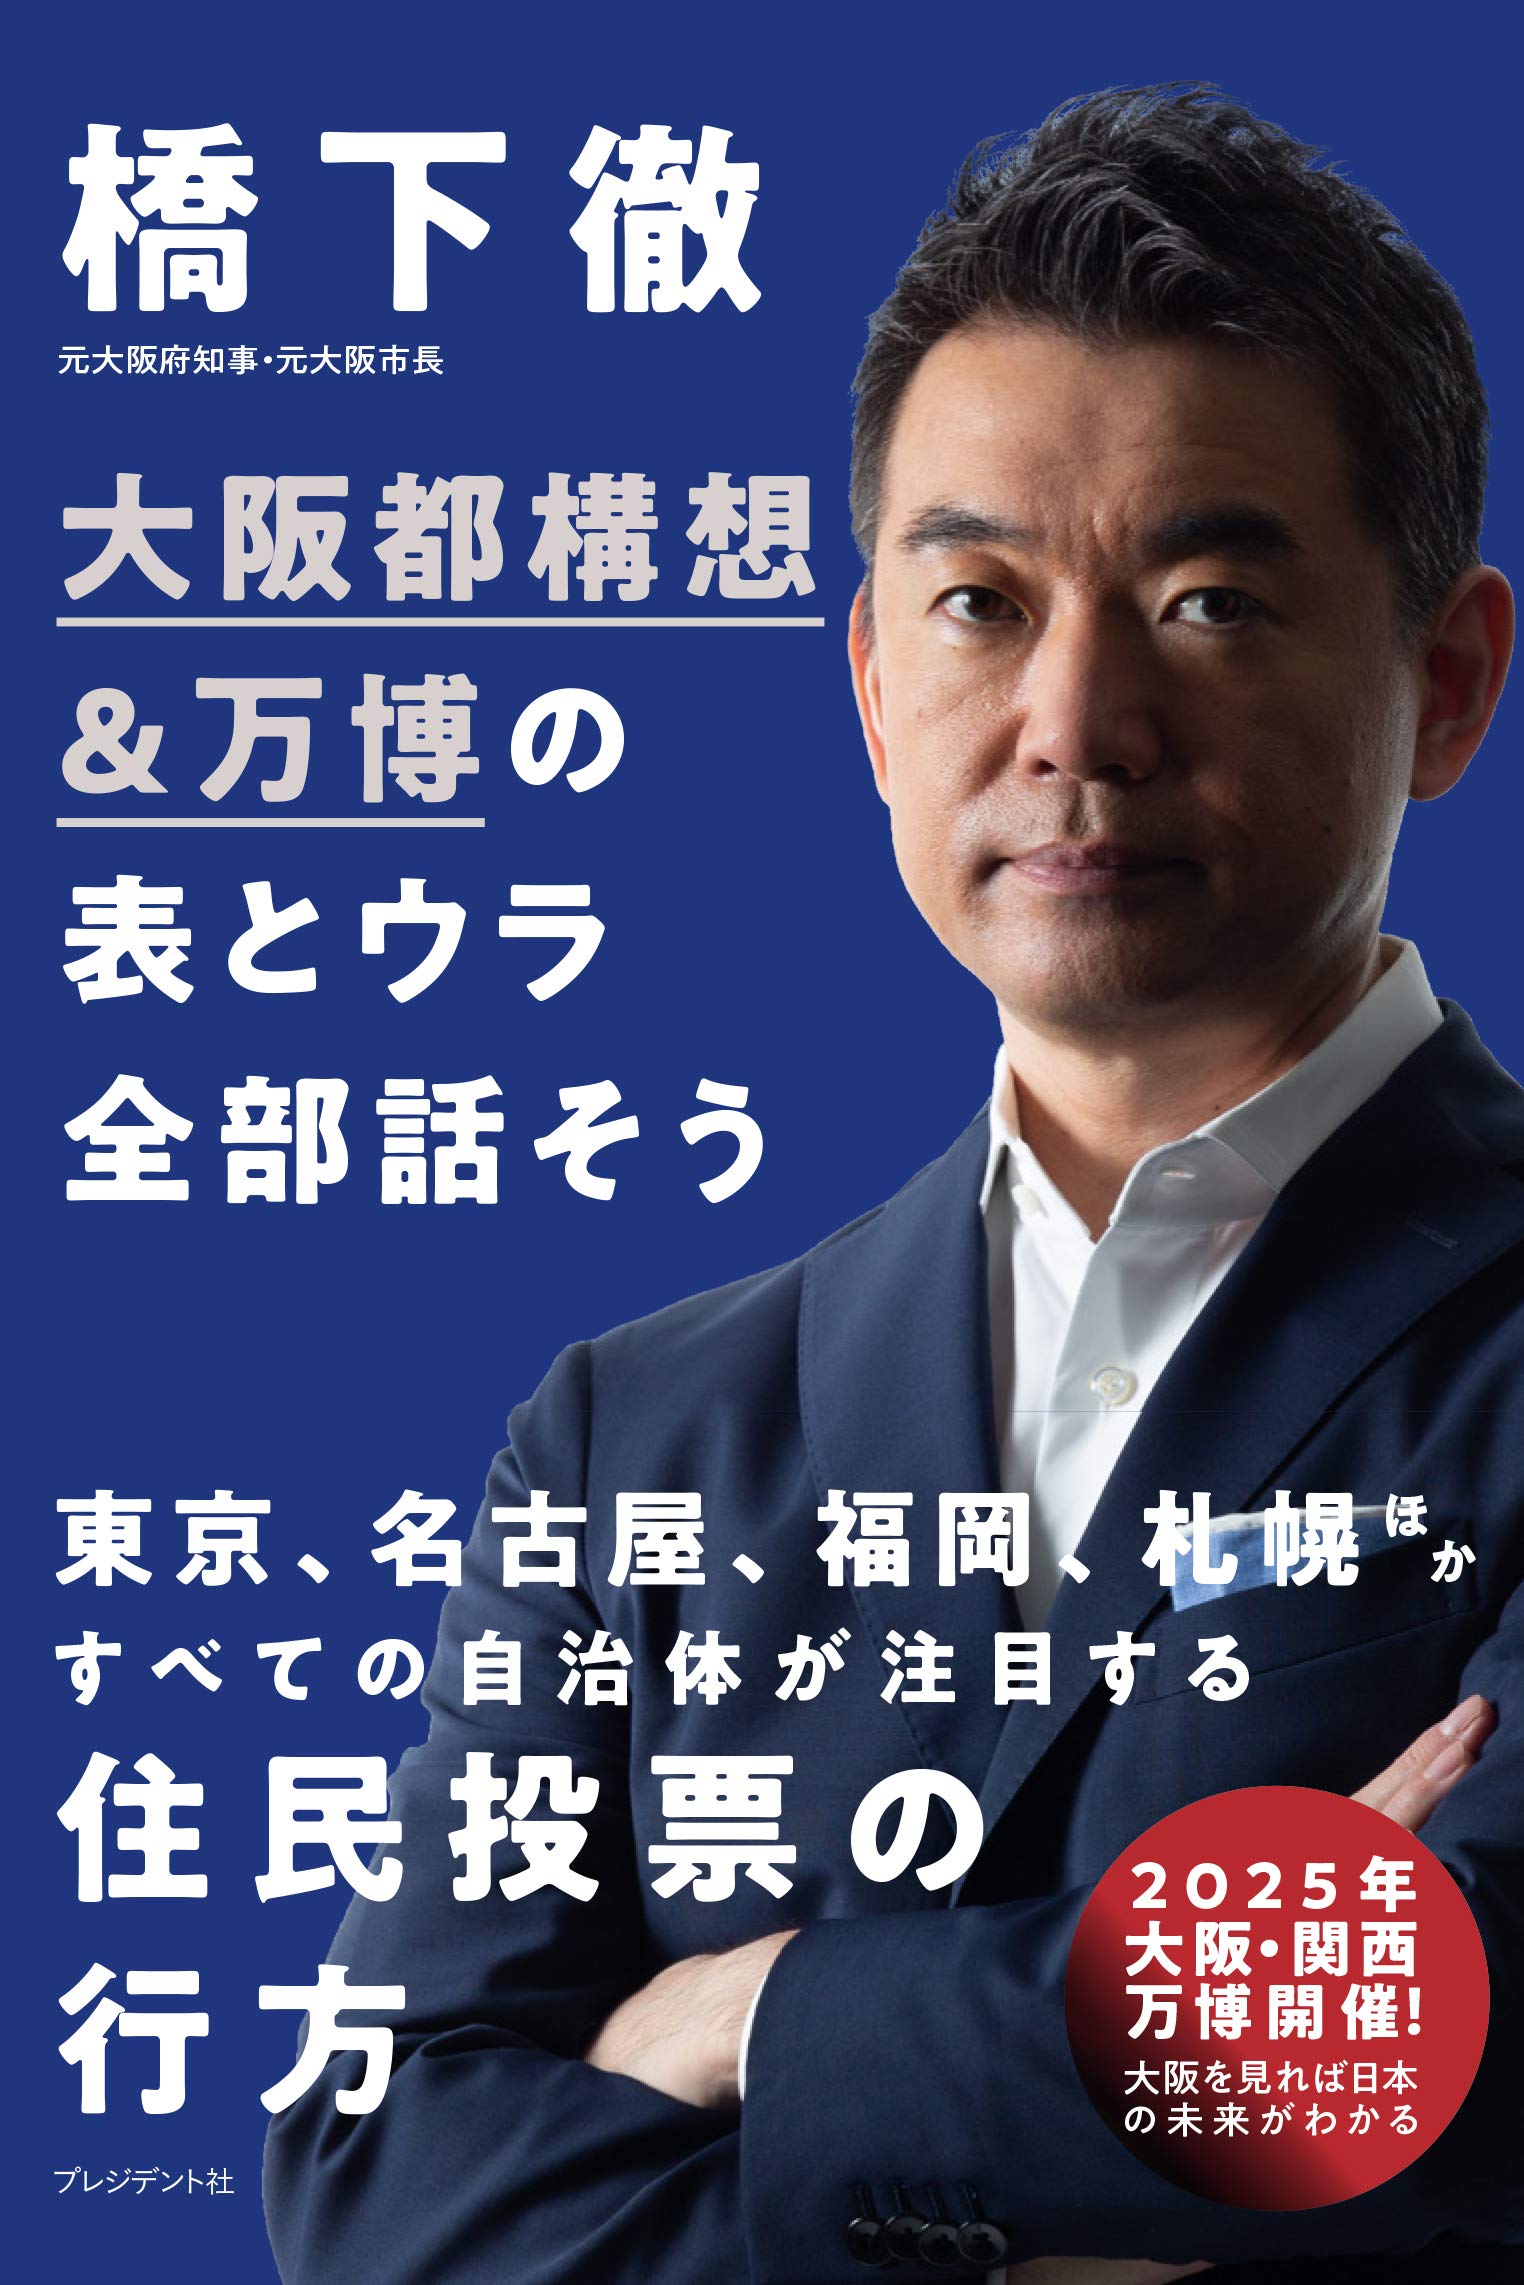 橋下徹
元大阪府知事・元大阪市長
大阪都構想
&万博の
表とウラ
全部話そう
東京、名古屋、福岡、札幌ほか
すべての自治体が注目する
住民投票の
行方
2025年
大阪・関西
万博開催!
大阪を見れば日本
の未来がわかる
プレジデント社